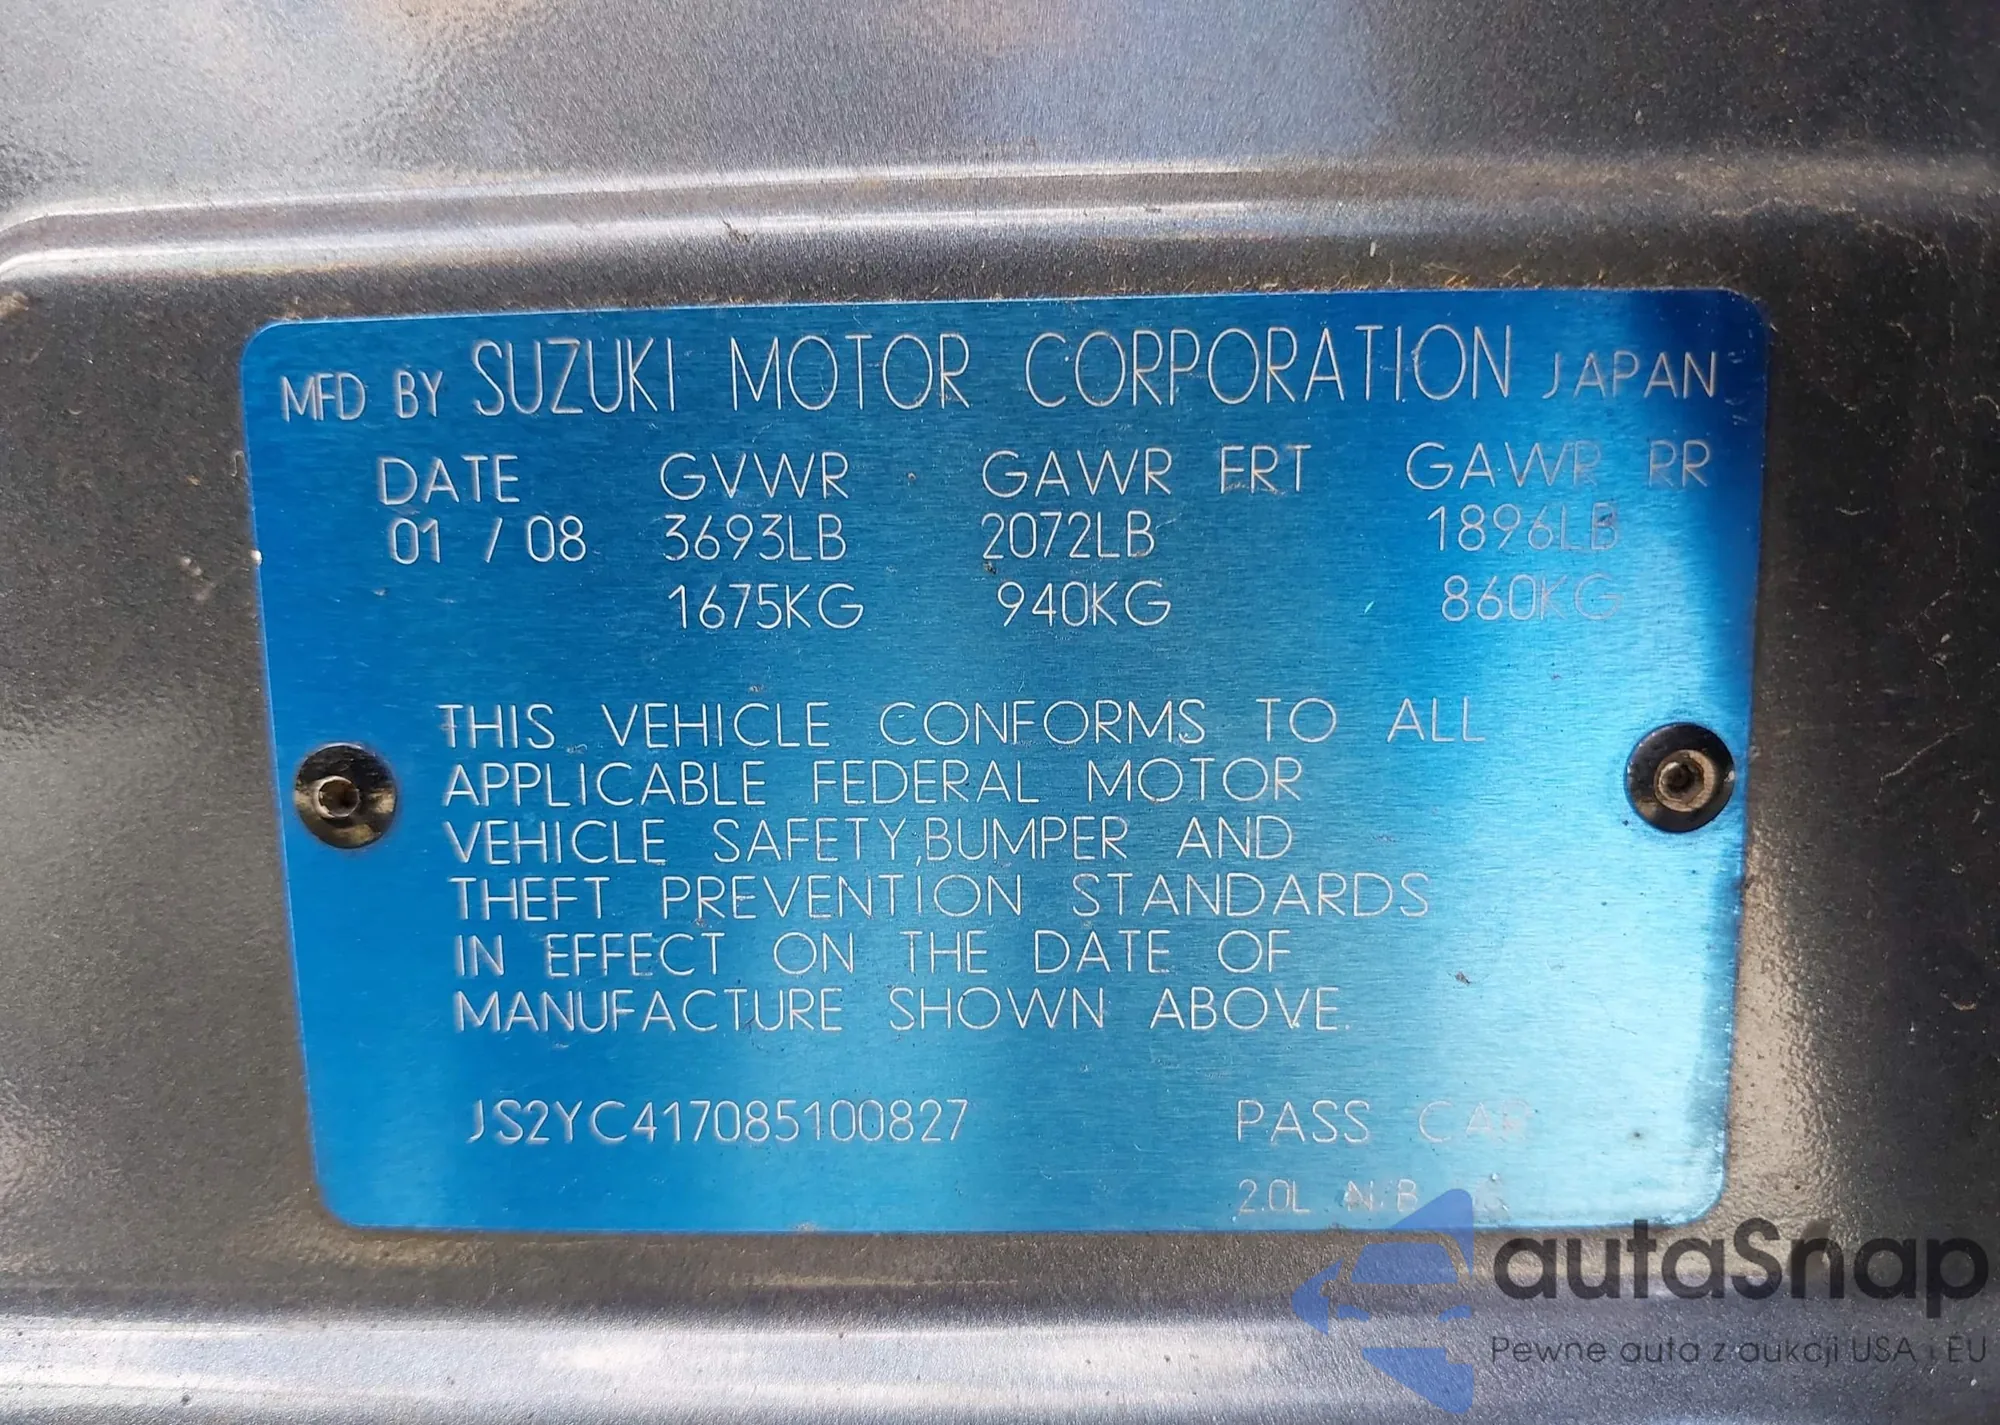 MFD BY SUZUKI MOTOR CORPORATION JAPAN
DATE GVWR GAWR FRT GAWR RR
01 / 08 3693LB 2072LB 1896LB
1675KG 940KG 860KG
THIS VEHICLE CONFORMS TO ALL
APPLICABLE FEDERAL MOTOR
VEHICLE SAFETY,BUMPER AND
THEFT PREVENTION STANDARDS
IN EFFECT ON THE DATE OF
MANUFACTURE SHOWN ABOVE.
JS2YC417085100827 PASS CAR
2.0L N/B
autaSnap
Pewne auta z aukcji USA i EU